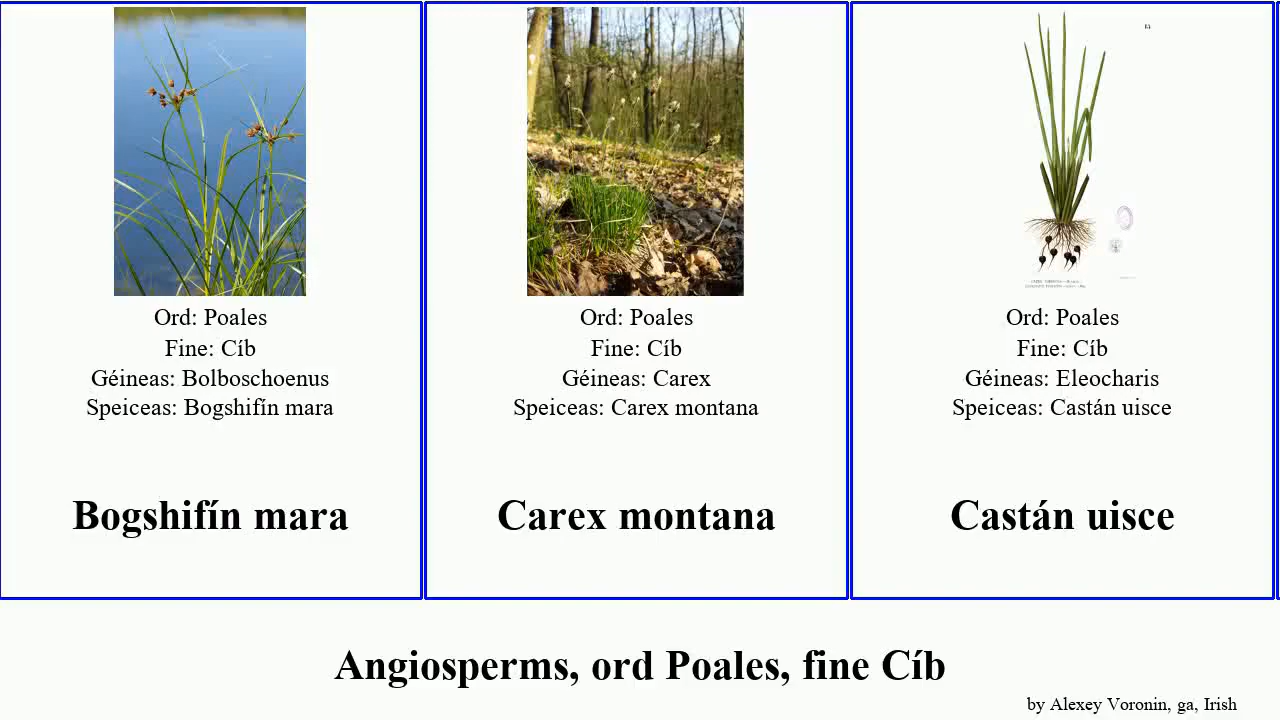 Ord: Poales
Fine: Cíb
Géineas: Bolboschoenus
Speiceas: Bogshifín mara
Bogshifín mara
Ord: Poales
Fine: Cíb
Géineas: Carex
Speiceas: Carex montana
Carex montana
Ord: Poales
Fine: Cíb
Géineas: Eleocharis
Speiceas: Castán uisce
Castán uisce
Angiosperms, ord Poales, fine Cíb
by Alexey Voronin, ga, Irish